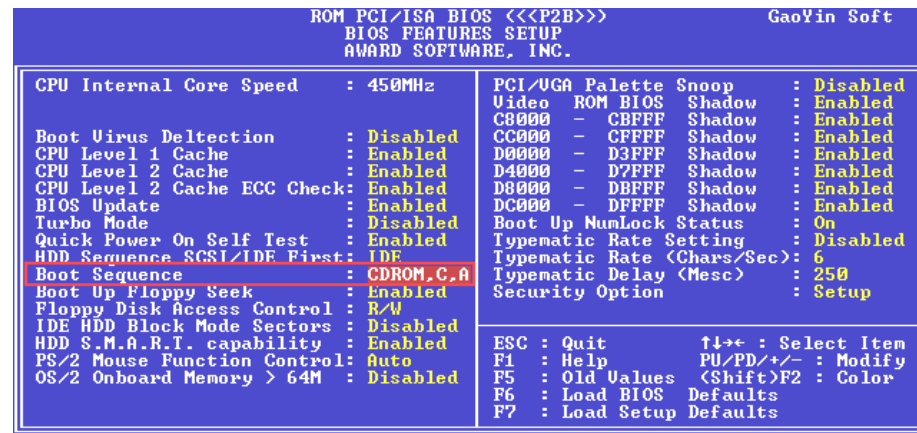 ROM PCI/ISA BIOS (<<P2B>>) GaoYin Soft
BIOS FEATURES SETUP
AWARD SOFTWARE, INC.
CPU Internal Core Speed : 450MHz
Boot Virus Deltection : Disabled
CPU Level 1 Cache : Enabled
CPU Level 2 Cache : Enabled
CPU Level 2 Cache ECC Check: Enabled
BIOS Update : Enabled
Turbo Mode : Disabled
Quick Power On Self Test : Enabled
HDD Sequence SCSI/IDE First: IDE
Boot Sequence : CDROM,C,A
Boot Up Floppy Seek : Enabled
Floppy Disk Access Control : R/W
IDE HDD Block Mode Sectors : Disabled
HDD S.M.A.R.T. capability : Enabled
PS/2 Mouse Function Control: Auto
OS/2 Onboard Memory > 64M : Disabled
PCI/VGA Palette Snoop : Disabled
Video ROM BIOS Shadow : Enabled
C8000 - CBFFF Shadow : Enabled
CC000 - CFFFF Shadow : Enabled
D0000 - D3FFF Shadow : Enabled
D4000 - D7FFF Shadow : Enabled
D8000 - DBFFF Shadow : Enabled
DC000 - DFFFF Shadow : Enabled
Boot Up NumLock Status : On
Typematic Rate Setting : Disabled
Typematic Rate (Chars/Sec): 6
Typematic Delay (Mesc) : 250
Security Option : Setup
ESC : Quit ↑↓→← : Select Item
F1 : Help PU/PD/+/- : Modify
F5 : Old Values (Shift)F2 : Color
F6 : Load BIOS Defaults
F7 : Load Setup Defaults